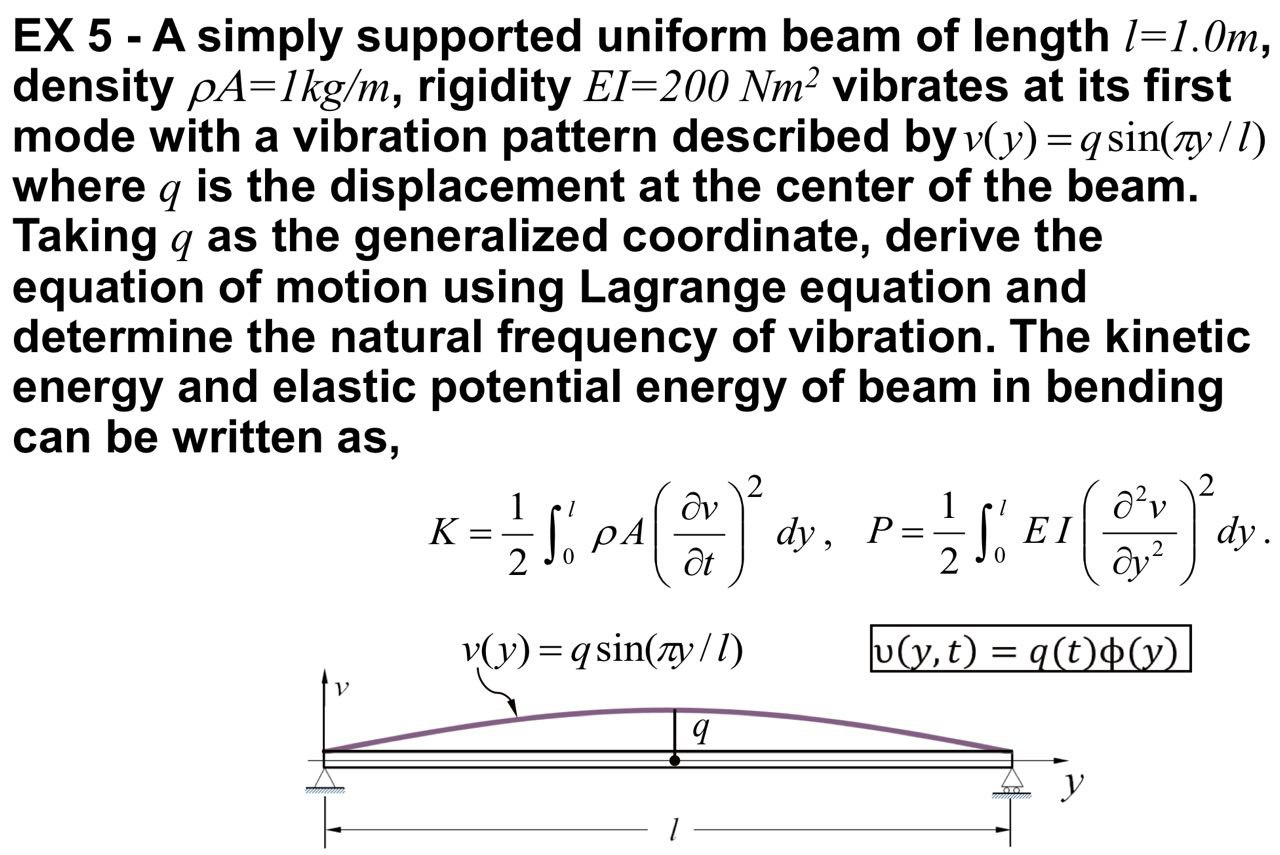 EX 5 - A simply supported uniform beam of length l=1.0m,
density ρA=1kg/m, rigidity EI=200 Nm² vibrates at its first
mode with a vibration pattern described by v(y) = q sin(πy / l)
where q is the displacement at the center of the beam.
Taking q as the generalized coordinate, derive the
equation of motion using Lagrange equation and
determine the natural frequency of vibration. The kinetic
energy and elastic potential energy of beam in bending
can be written as,
K = 1/2 ∫₀ˡ ρA (∂v/∂t)² dy, P = 1/2 ∫₀ˡ EI (∂²v/∂y²)² dy.
v(y) = q sin(πy / l)
υ(y,t) = q(t)ϕ(y)
v
q
y
l